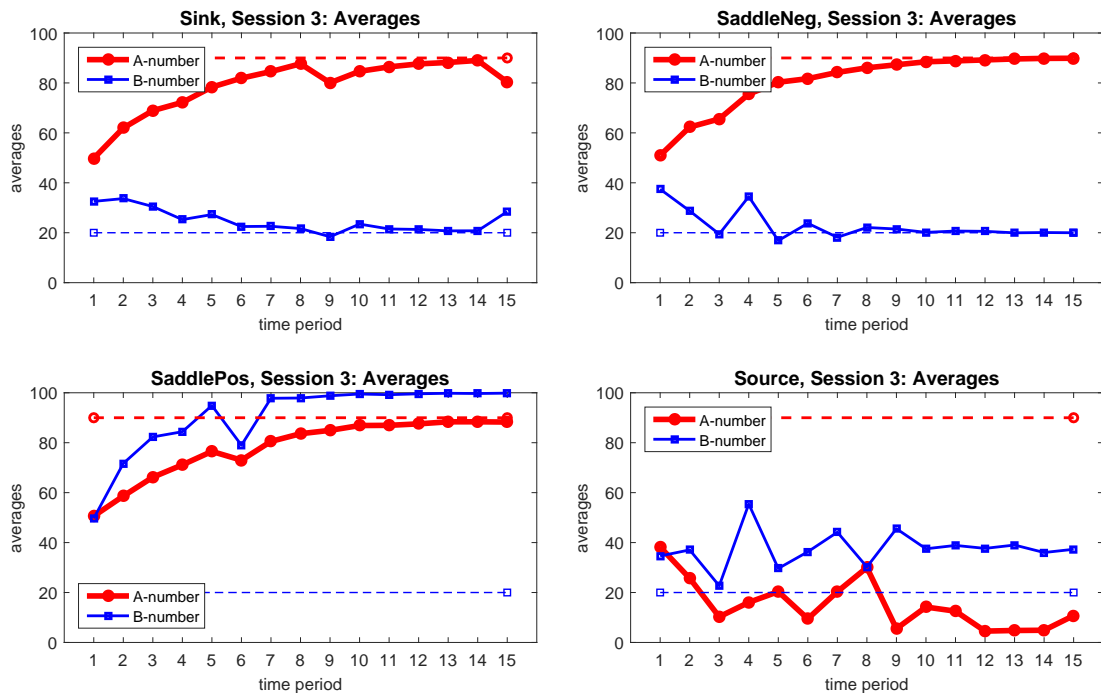 Sink, Session 3: Averages
100
80
60
40
20
0
averages
A-number
B-number
1 2 3 4 5 6 7 8 9 10 11 12 13 14 15
time period
SaddleNeg, Session 3: Averages
100
80
60
40
20
0
averages
A-number
B-number
1 2 3 4 5 6 7 8 9 10 11 12 13 14 15
time period
SaddlePos, Session 3: Averages
100
80
60
40
20
0
averages
A-number
B-number
1 2 3 4 5 6 7 8 9 10 11 12 13 14 15
time period
Source, Session 3: Averages
100
80
60
40
20
0
averages
A-number
B-number
1 2 3 4 5 6 7 8 9 10 11 12 13 14 15
time period